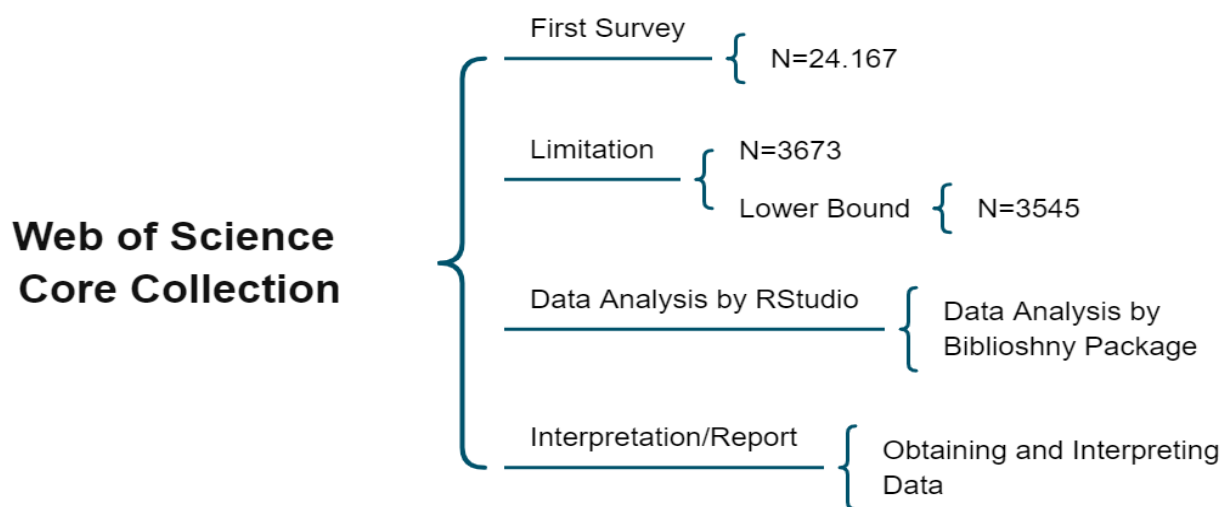 Web of Science
Core Collection
First Survey
N=24.167
Limitation
N=3673
Lower Bound
N=3545
Data Analysis by RStudio
Data Analysis by
Biblioshny Package
Interpretation/Report
Obtaining and Interpreting
Data